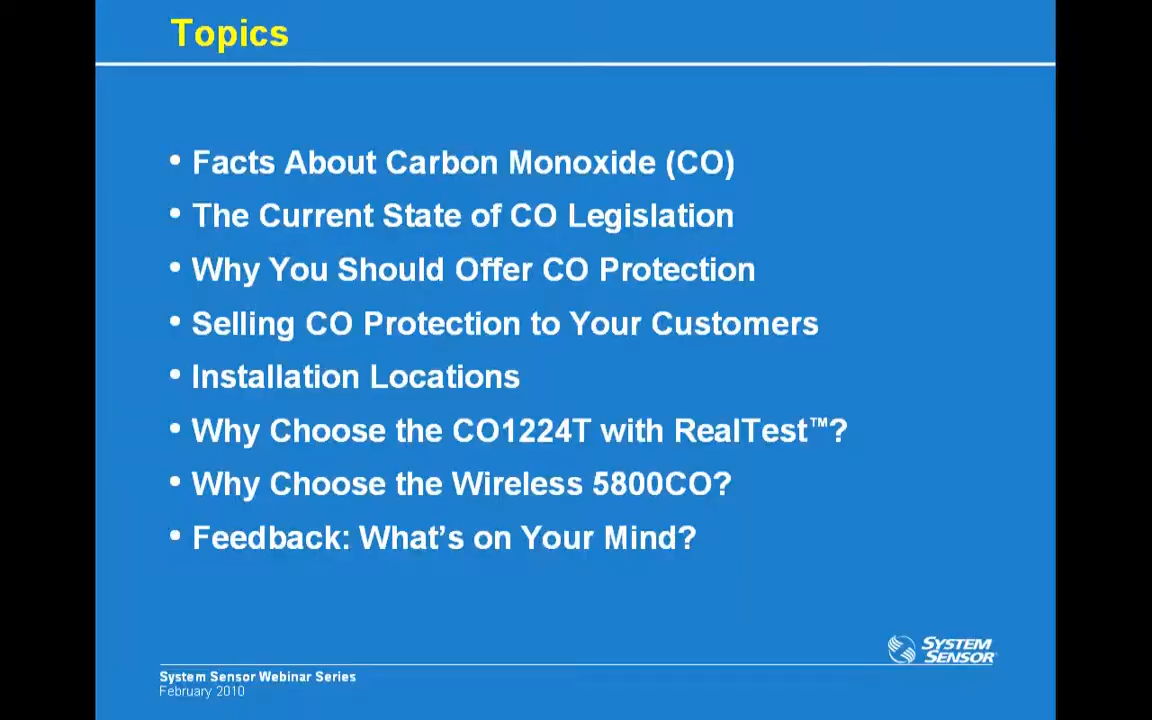 Topics
• Facts About Carbon Monoxide (CO)
• The Current State of CO Legislation
• Why You Should Offer CO Protection
• Selling CO Protection to Your Customers
• Installation Locations
• Why Choose the CO1224T with RealTest™?
• Why Choose the Wireless 5800CO?
• Feedback: What's on Your Mind?
SYSTEM
SENSOR
System Sensor Webinar Series
February 2010